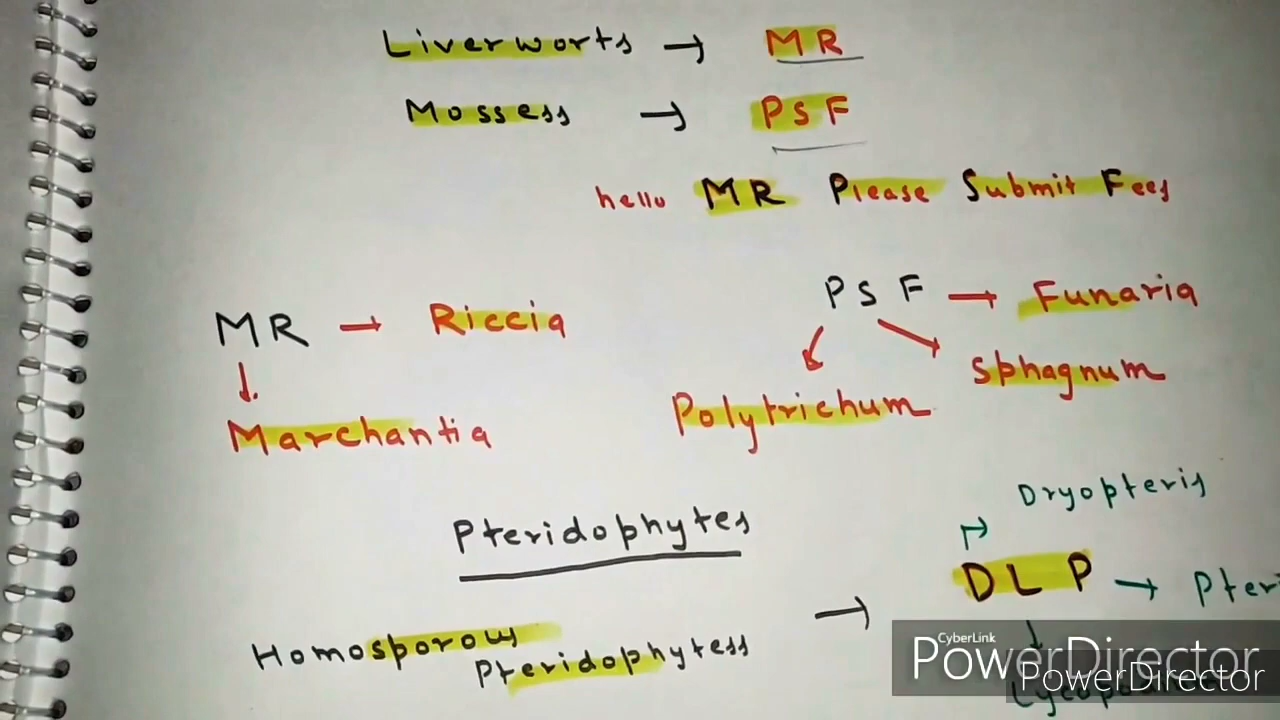 Liverworts → MR
Mossess → PSF
hello MR Please Submit Fees
PSF → Funaria
MR → Riccia
Sphagnum
Polytrichum
Marchantia
Dryopteris
Pteridophytes
DLP →
Homosporous
Pteridophytess
CyberLink
PowerDirector
PowerDirector